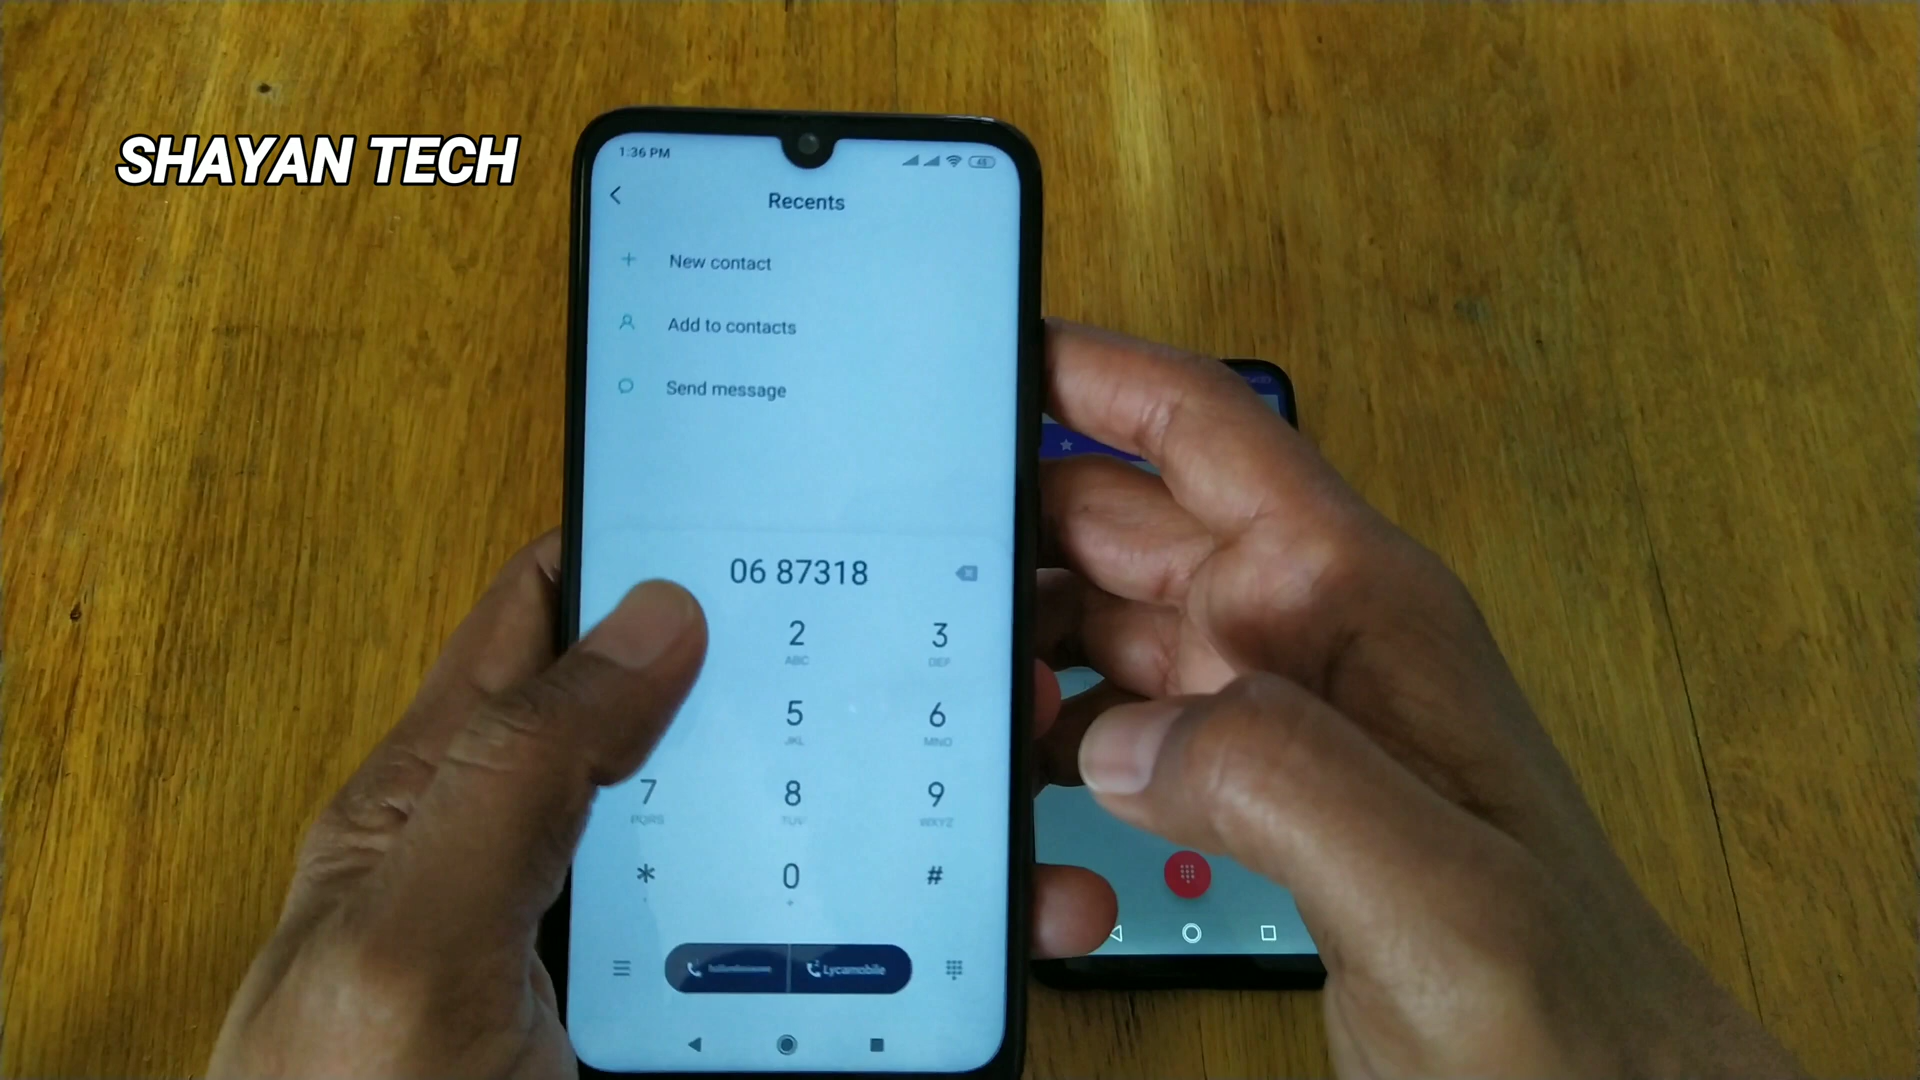 SHAYAN TECH
1:36 PM
48
Recents
New contact
Add to contacts
Send message
06 87318
2
ABC
3
DEF
5
JKL
6
MNO
7
PQRS
8
TUV
9
WXYZ
*
0
+
#
Lycamobile